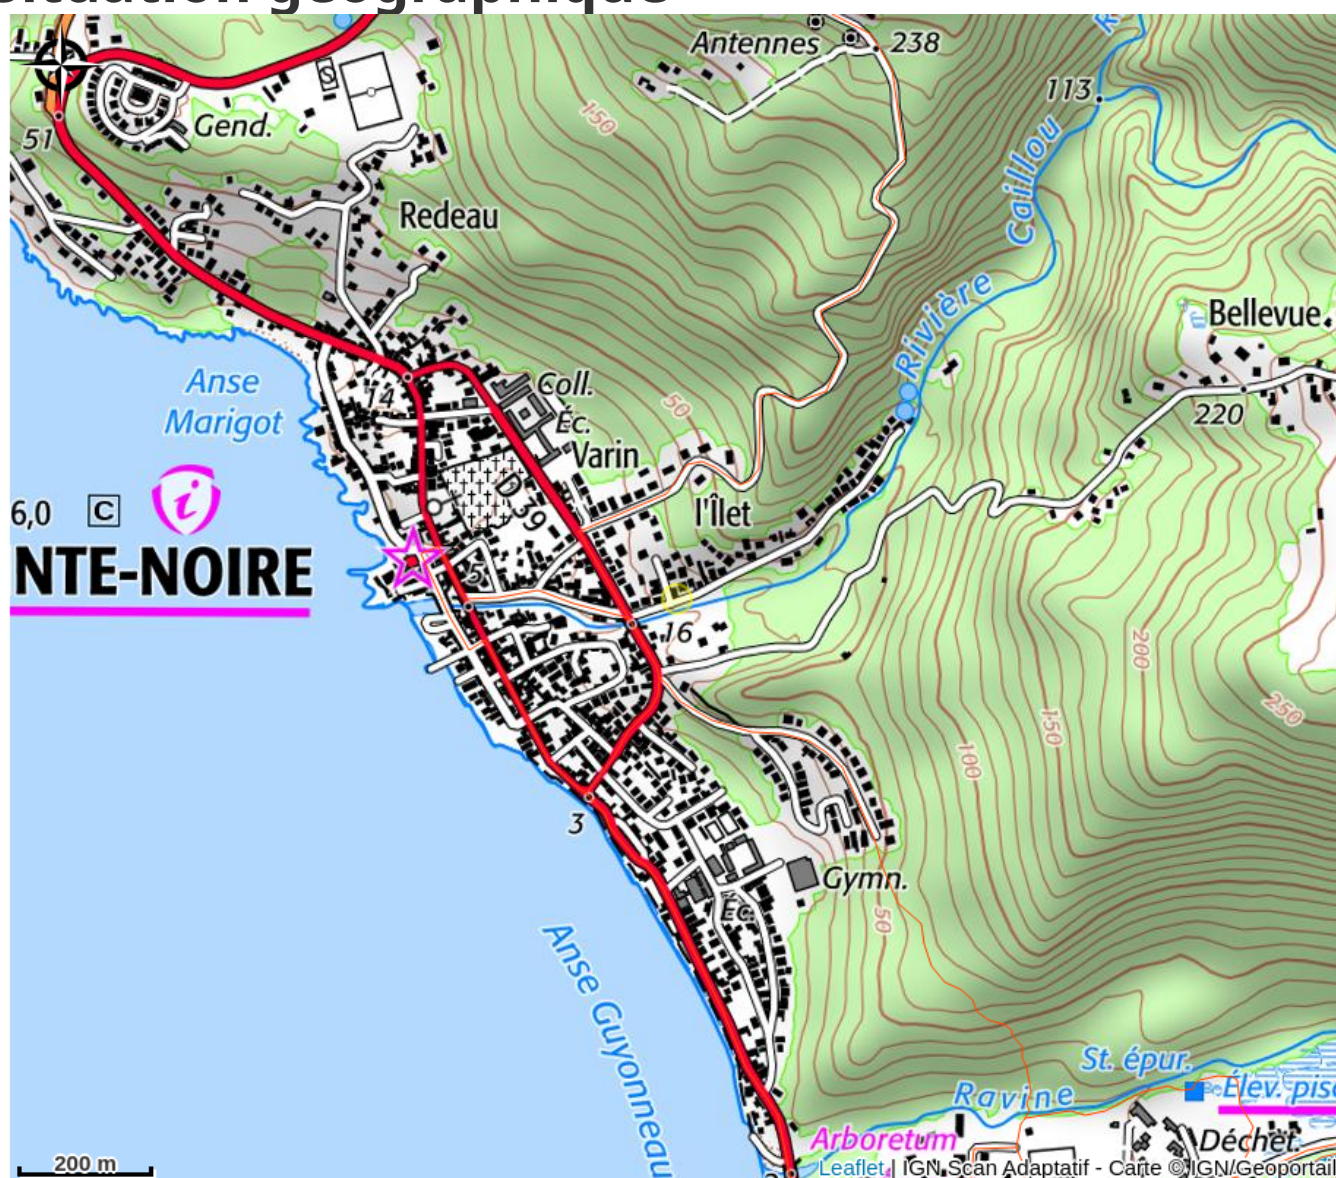 situation géographique
Antennes
238
113
150
51
Gend.
Caillou
Redeau
Rivière
Bellevue
Anse
Marigot
14
Coll.
Éc.
50
220
Varin
D 39
6,0
C
i
l'Îlet
NTE-NOIRE
5
16
200
250
150
100
3
Gymn.
50
Éc.
Anse Guyonneau
St. épur.
Ravine
Élev. pisc
Arboretum
Déchet.
200 m
Leaflet | IGN Scan Adaptatif - Carte © IGN/Geoportail